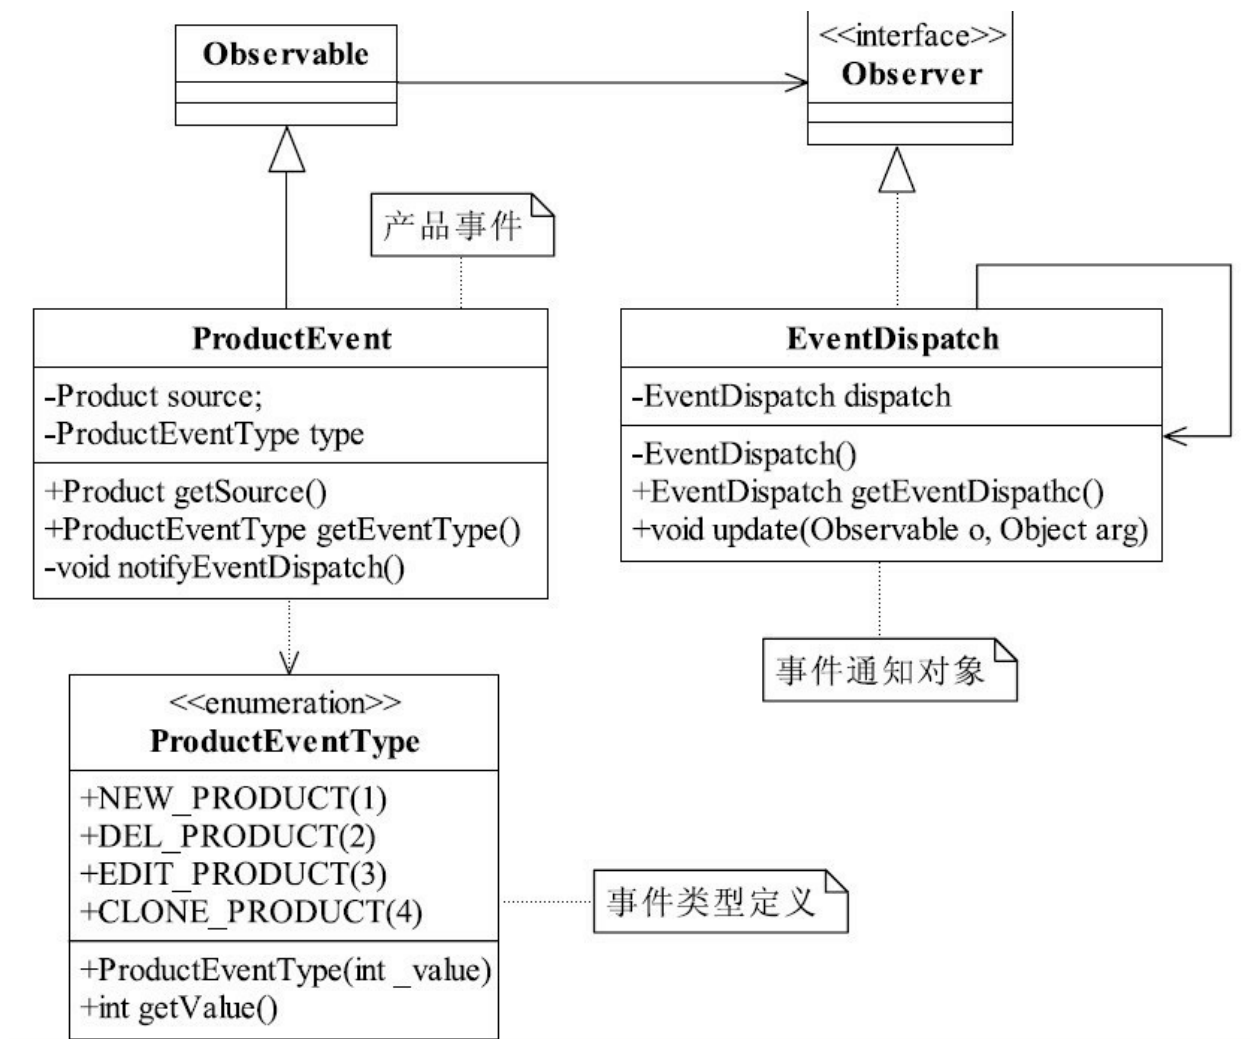 Observable
<<interface>>
Observer
产品事件
ProductEvent
-Product source;
-ProductEventType type
+Product getSource()
+ProductEventType getEventType()
-void notifyEventDispatch()
EventDispatch
-EventDispatch dispatch
-EventDispatch()
+EventDispatch getEventDispathc()
+void update(Observable o, Object arg)
事件通知对象
<<enumeration>>
ProductEventType
+NEW_PRODUCT(1)
+DEL_PRODUCT(2)
+EDIT_PRODUCT(3)
+CLONE_PRODUCT(4)
+ProductEventType(int _value)
+int getValue()
事件类型定义